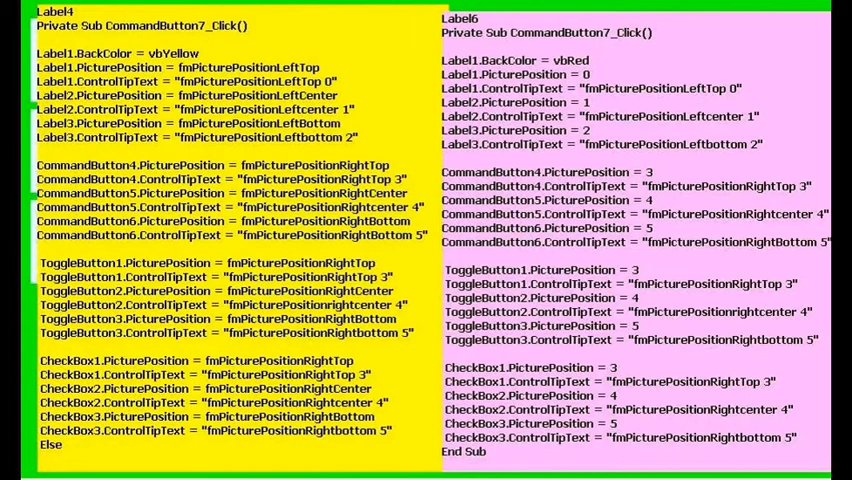 Label4
Private Sub CommandButton7_Click()
Label1.BackColor = vbYellow
Label1.PicturePosition = fmPicturePositionLeftTop
Label1.ControlTipText = "fmPicturePositionLeftTop 0"
Label2.PicturePosition = fmPicturePositionLeftCenter
Label2.ControlTipText = "fmPicturePositionLeftcenter 1"
Label3.PicturePosition = fmPicturePositionLeftBottom
Label3.ControlTipText = "fmPicturePositionLeftbottom 2"
CommandButton4.PicturePosition = fmPicturePositionRightTop
CommandButton4.ControlTipText = "fmPicturePositionRightTop 3"
CommandButton5.PicturePosition = fmPicturePositionRightCenter
CommandButton5.ControlTipText = "fmPicturePositionRightcenter 4"
CommandButton6.PicturePosition = fmPicturePositionRightBottom
CommandButton6.ControlTipText = "fmPicturePositionRightBottom 5"
ToggleButton1.PicturePosition = fmPicturePositionRightTop
ToggleButton1.ControlTipText = "fmPicturePositionRightTop 3"
ToggleButton2.PicturePosition = fmPicturePositionRightCenter
ToggleButton2.ControlTipText = "fmPicturePositionrightcenter 4"
ToggleButton3.PicturePosition = fmPicturePositionRightBottom
ToggleButton3.ControlTipText = "fmPicturePositionRightbottom 5"
CheckBox1.PicturePosition = fmPicturePositionRightTop
CheckBox1.ControlTipText = "fmPicturePositionRightTop 3"
CheckBox2.PicturePosition = fmPicturePositionRightCenter
CheckBox2.ControlTipText = "fmPicturePositionRightcenter 4"
CheckBox3.PicturePosition = fmPicturePositionRightBottom
CheckBox3.ControlTipText = "fmPicturePositionRightbottom 5"
Else
Label6
Private Sub CommandButton7_Click()
Label1.BackColor = vbRed
Label1.PicturePosition = 0
Label1.ControlTipText = "fmPicturePositionLeftTop 0"
Label2.PicturePosition = 1
Label2.ControlTipText = "fmPicturePositionLeftcenter 1"
Label3.PicturePosition = 2
Label3.ControlTipText = "fmPicturePositionLeftbottom 2"
CommandButton4.PicturePosition = 3
CommandButton4.ControlTipText = "fmPicturePositionRightTop 3"
CommandButton5.PicturePosition = 4
CommandButton5.ControlTipText = "fmPicturePositionRightcenter 4"
CommandButton6.PicturePosition = 5
CommandButton6.ControlTipText = "fmPicturePositionRightBottom 5"
ToggleButton1.PicturePosition = 3
ToggleButton1.ControlTipText = "fmPicturePositionRightTop 3"
ToggleButton2.PicturePosition = 4
ToggleButton2.ControlTipText = "fmPicturePositionrightcenter 4"
ToggleButton3.PicturePosition = 5
ToggleButton3.ControlTipText = "fmPicturePositionRightbottom 5"
CheckBox1.PicturePosition = 3
CheckBox1.ControlTipText = "fmPicturePositionRightTop 3"
CheckBox2.PicturePosition = 4
CheckBox2.ControlTipText = "fmPicturePositionRightcenter 4"
CheckBox3.PicturePosition = 5
CheckBox3.ControlTipText = "fmPicturePositionRightbottom 5"
End Sub